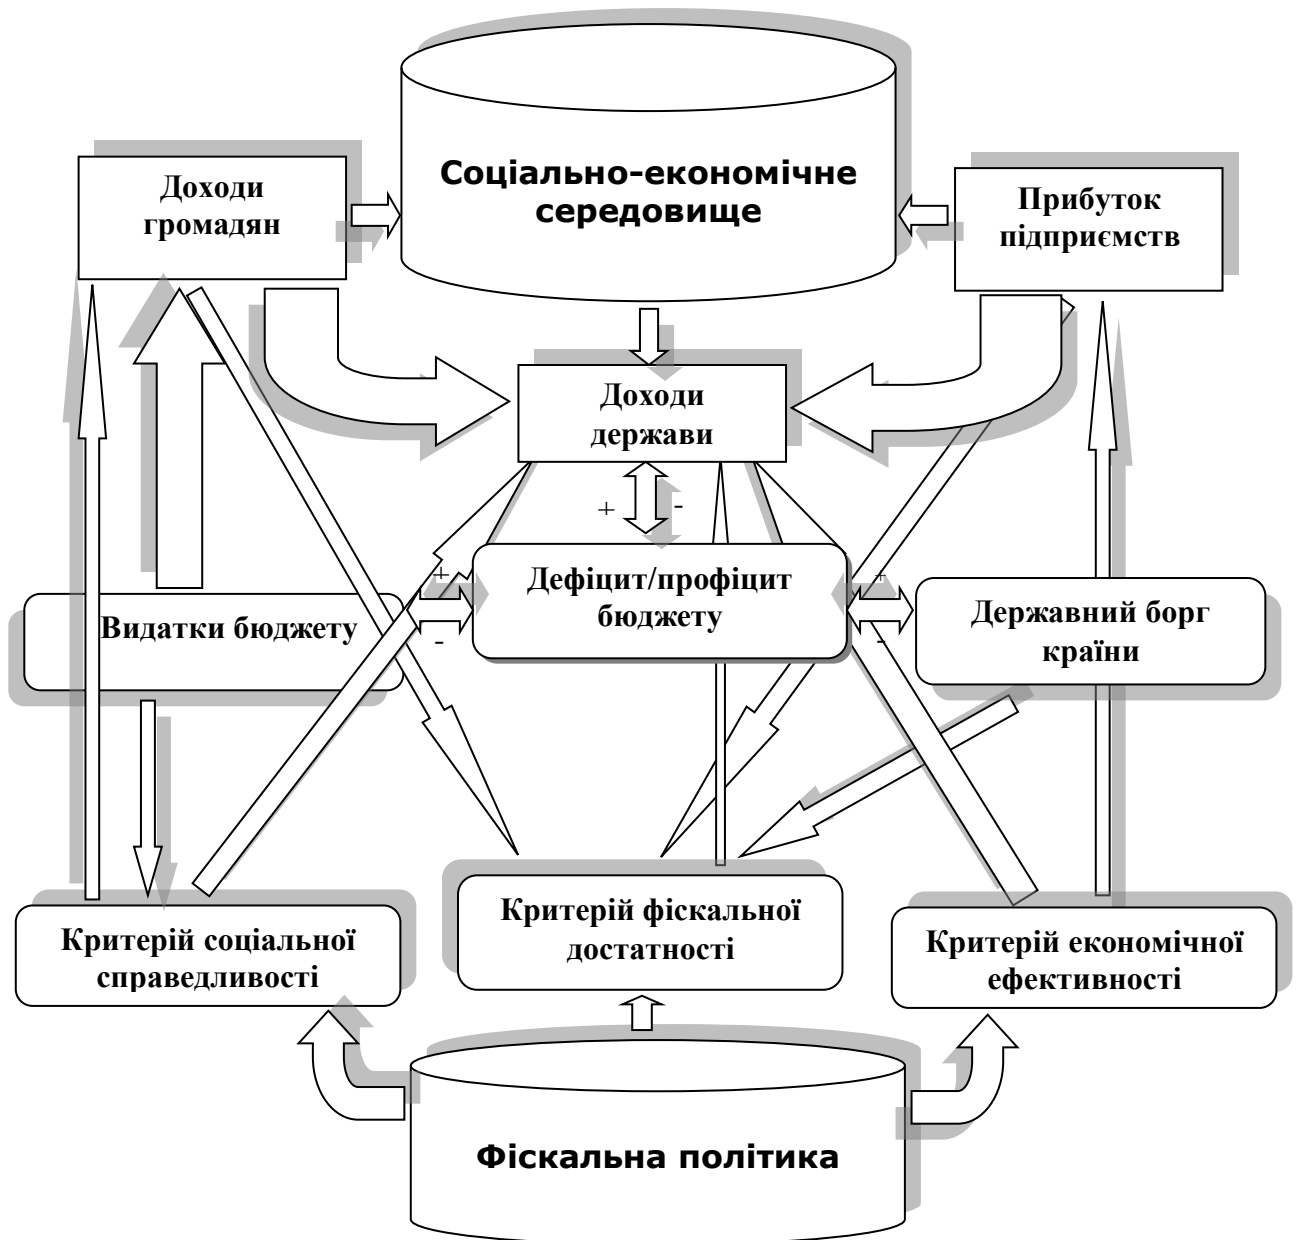 Соціально-економічне
середовище
Доходи
громадян
Прибуток
підприємств
Доходи
держави
+ -
Дефіцит/профіцит
бюджету
+
-
+
-
Видатки бюджету
Державний борг
країни
Критерій соціальної
справедливості
Критерій фіскальної
достатності
Критерій економічної
ефективності
Фіскальна політика